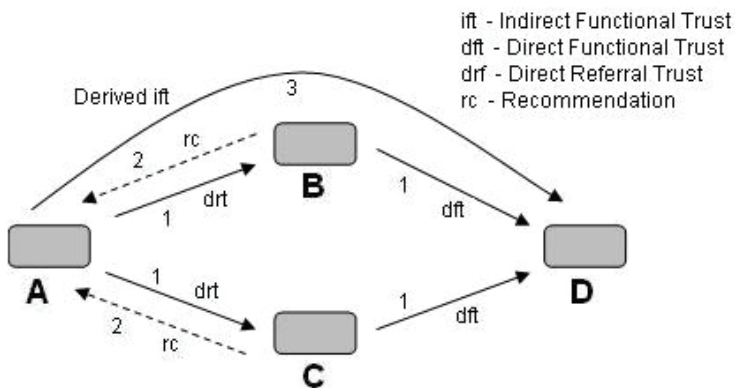 ift - Indirect Functional Trust
dft - Direct Functional Trust
drf - Direct Referral Trust
rc - Recommendation
Derived ift
3
rc
2
B
drt
1
1
dft
A
D
1
drt
2
rc
1
dft
C